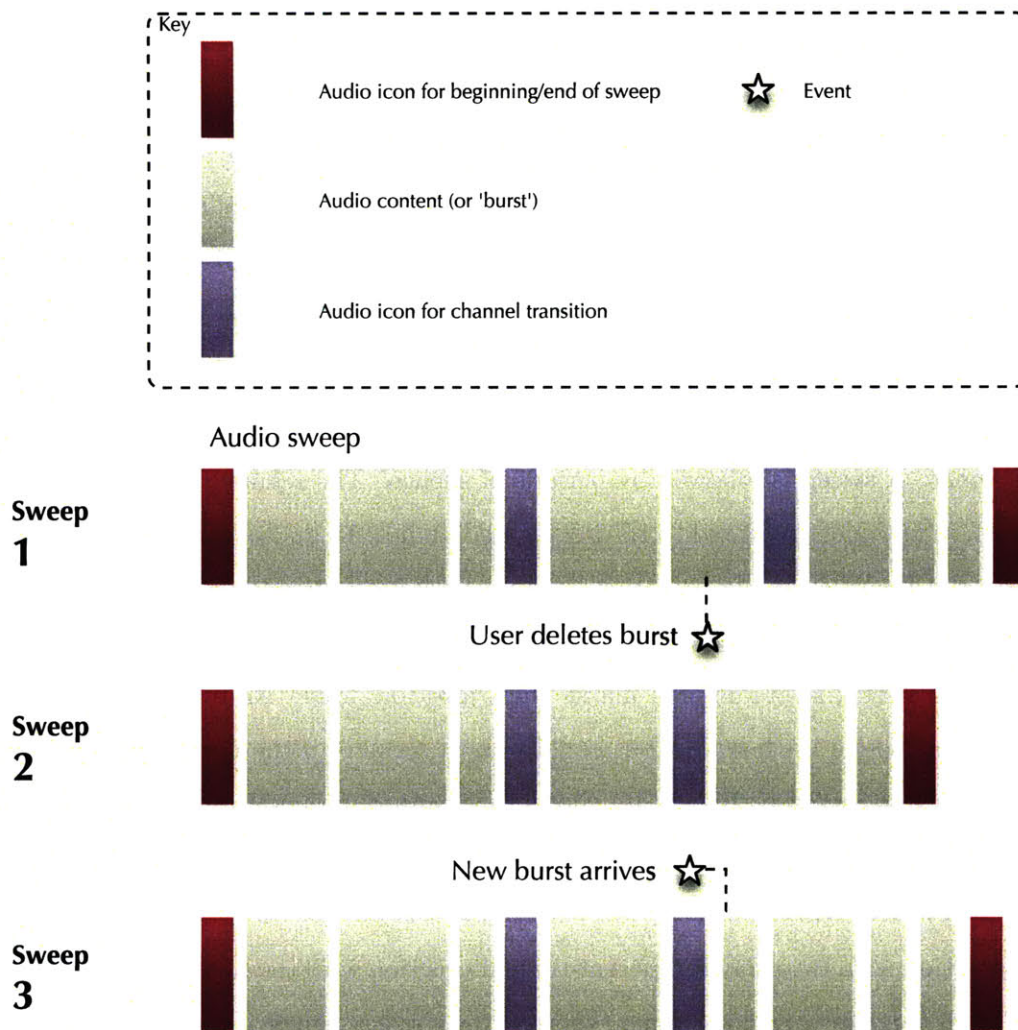 Key
Audio icon for beginning/end of sweep
Event
Audio content (or 'burst')
Audio icon for channel transition
Audio sweep
Sweep
1
User deletes burst
Sweep
2
New burst arrives
Sweep
3